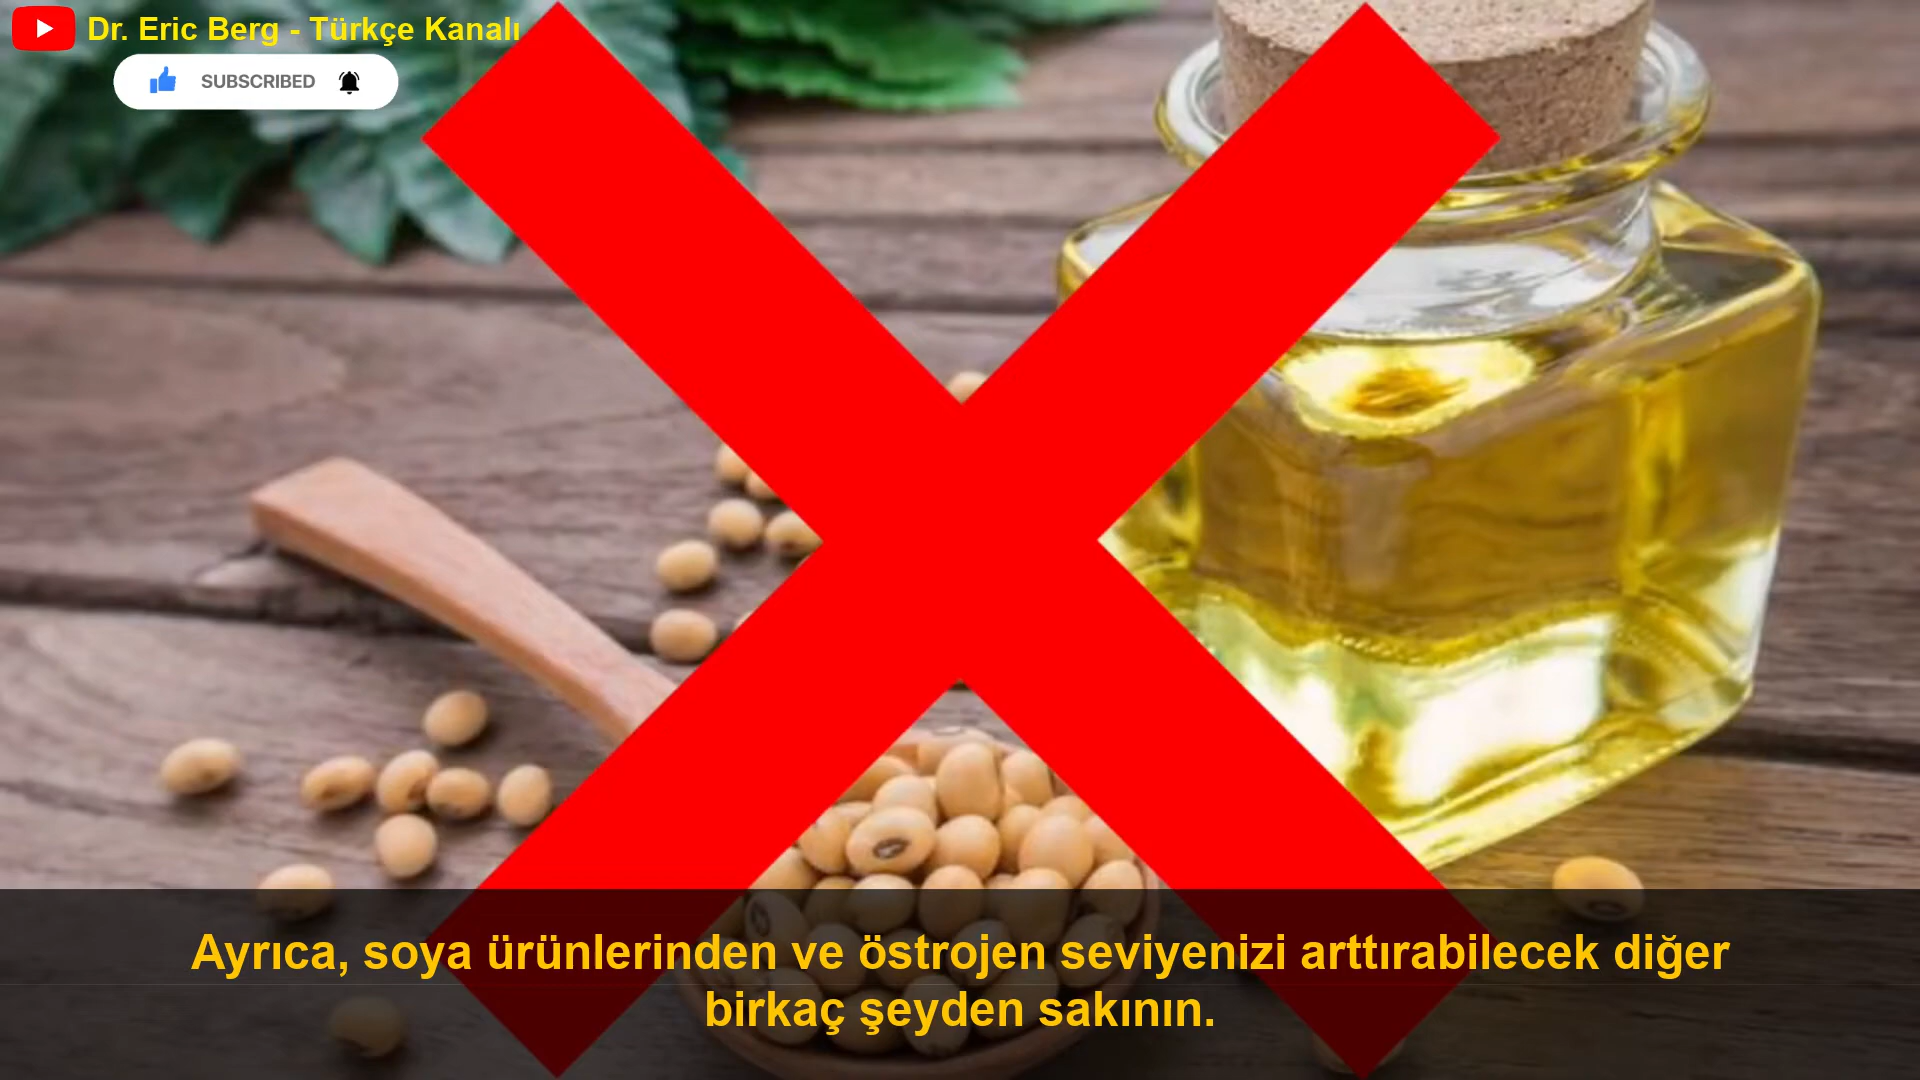 Dr. Eric Berg - Türkçe Kanalı
SUBSCRIBED
Ayrıca, soya ürünlerinden ve östrojen seviyenizi arttırabilecek diğer
birkaç şeyden sakının.